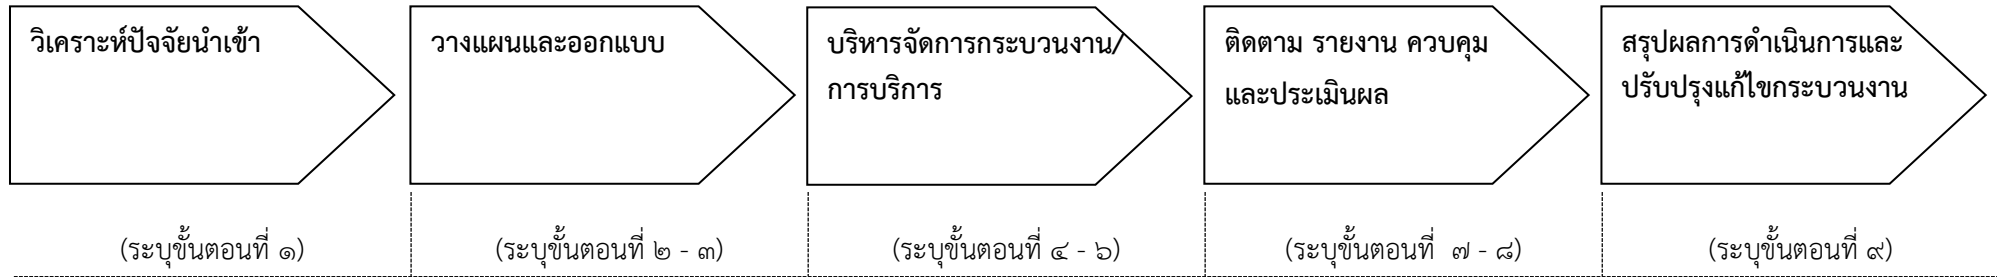 วิเคราะห์ปัจจัยนำเข้า
วางแผนและออกแบบ
บริหารจัดการกระบวนงาน/
การบริการ
ติดตาม รายงาน ควบคุม
และประเมินผล
สรุปผลการดำเนินการและ
ปรับปรุงแก้ไขกระบวนงาน
(ระบุขั้นตอนที่ ๑)
(ระบุขั้นตอนที่ ๒ - ๓)
(ระบุขั้นตอนที่ ๔ - ๖)
(ระบุขั้นตอนที่ ๗ - ๘)
(ระบุขั้นตอนที่ ๙)